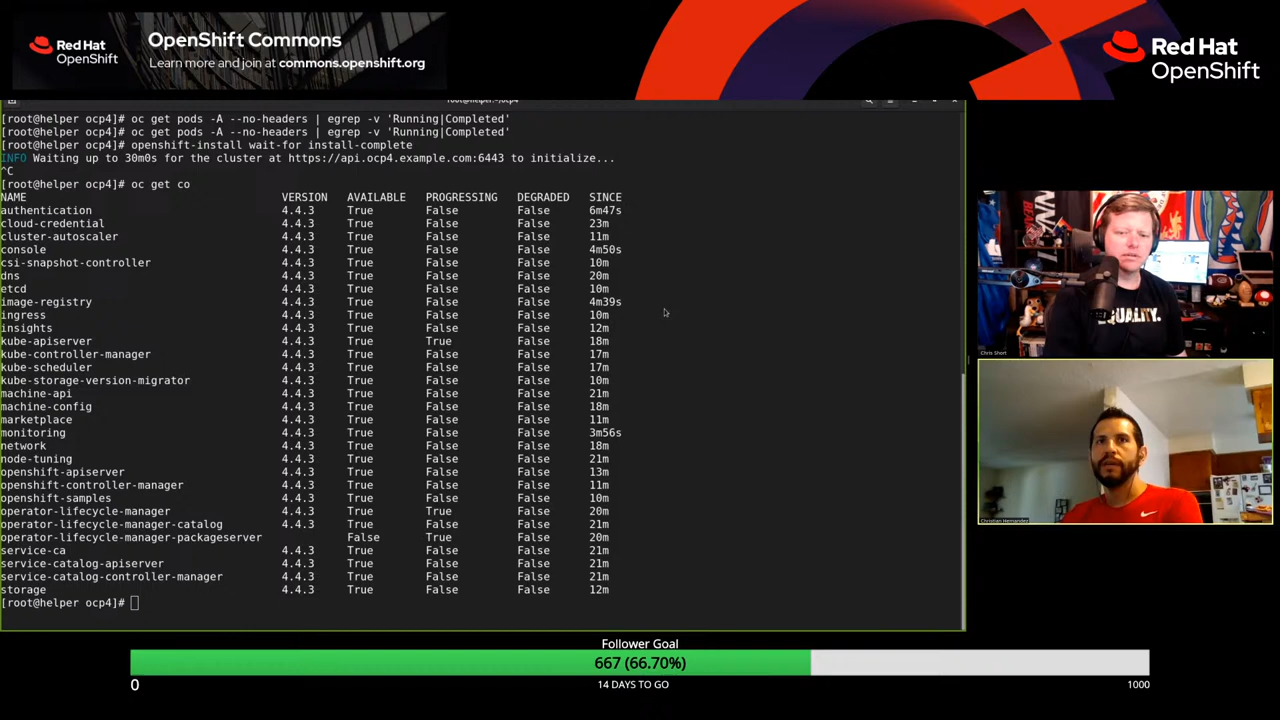 Red Hat
OpenShift
OpenShift Commons
Learn more and join at commons.openshift.org
Red Hat
OpenShift
root@helper:~/ocp4
[root@helper ocp4]# oc get pods -A --no-headers | egrep -v 'Running|Completed'
[root@helper ocp4]# oc get pods -A --no-headers | egrep -v 'Running|Completed'
[root@helper ocp4]# openshift-install wait-for install-complete
INFO Waiting up to 30m0s for the cluster at https://api.ocp4.example.com:6443 to initialize...
^C
[root@helper ocp4]# oc get co
NAME VERSION AVAILABLE PROGRESSING DEGRADED SINCE
authentication 4.4.3 True False False 6m47s
cloud-credential 4.4.3 True False False 23m
cluster-autoscaler 4.4.3 True False False 11m
console 4.4.3 True False False 4m50s
csi-snapshot-controller 4.4.3 True False False 10m
dns 4.4.3 True False False 20m
etcd 4.4.3 True False False 10m
image-registry 4.4.3 True False False 4m39s
ingress 4.4.3 True False False 10m
insights 4.4.3 True False False 12m
kube-apiserver 4.4.3 True True False 18m
kube-controller-manager 4.4.3 True False False 17m
kube-scheduler 4.4.3 True False False 17m
kube-storage-version-migrator 4.4.3 True False False 10m
machine-api 4.4.3 True False False 21m
machine-config 4.4.3 True False False 18m
marketplace 4.4.3 True False False 11m
monitoring 4.4.3 True False False 3m56s
network 4.4.3 True False False 18m
node-tuning 4.4.3 True False False 21m
openshift-apiserver 4.4.3 True False False 13m
openshift-controller-manager 4.4.3 True False False 11m
openshift-samples 4.4.3 True False False 10m
operator-lifecycle-manager 4.4.3 True True False 20m
operator-lifecycle-manager-catalog 4.4.3 True False False 21m
operator-lifecycle-manager-packageserver False True False 20m
service-ca 4.4.3 True False False 21m
service-catalog-apiserver 4.4.3 True False False 21m
service-catalog-controller-manager 4.4.3 True False False 21m
storage 4.4.3 True False False 12m
[root@helper ocp4]#
QUALITY.
Chris Short
Christian Hernandez
Follower Goal
667 (66.70%)
0
14 DAYS TO GO
1000